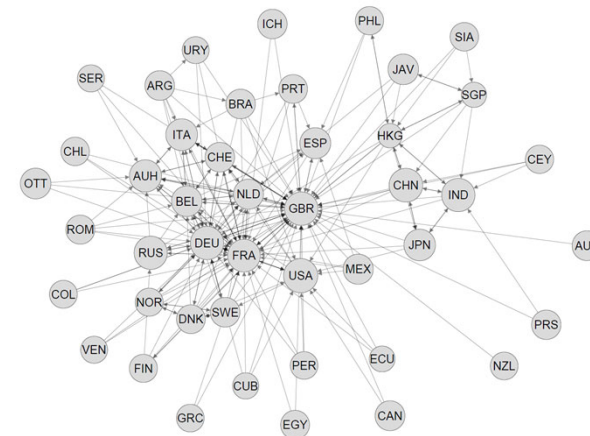 ICH
PHL
SIA
URY
JAV
SER
ARG
BRA
PRT
SGP
ITA
ESP
HKG
CHL
CHE
CEY
OTT
AUH
BEL
NLD
GBR
CHN
IND
ROM
RUS
DEU
FRA
JPN
AU
USA
MEX
COL
NOR
DNK
SWE
PRS
VEN
FIN
CUB
PER
ECU
NZL
GRC
EGY
CAN